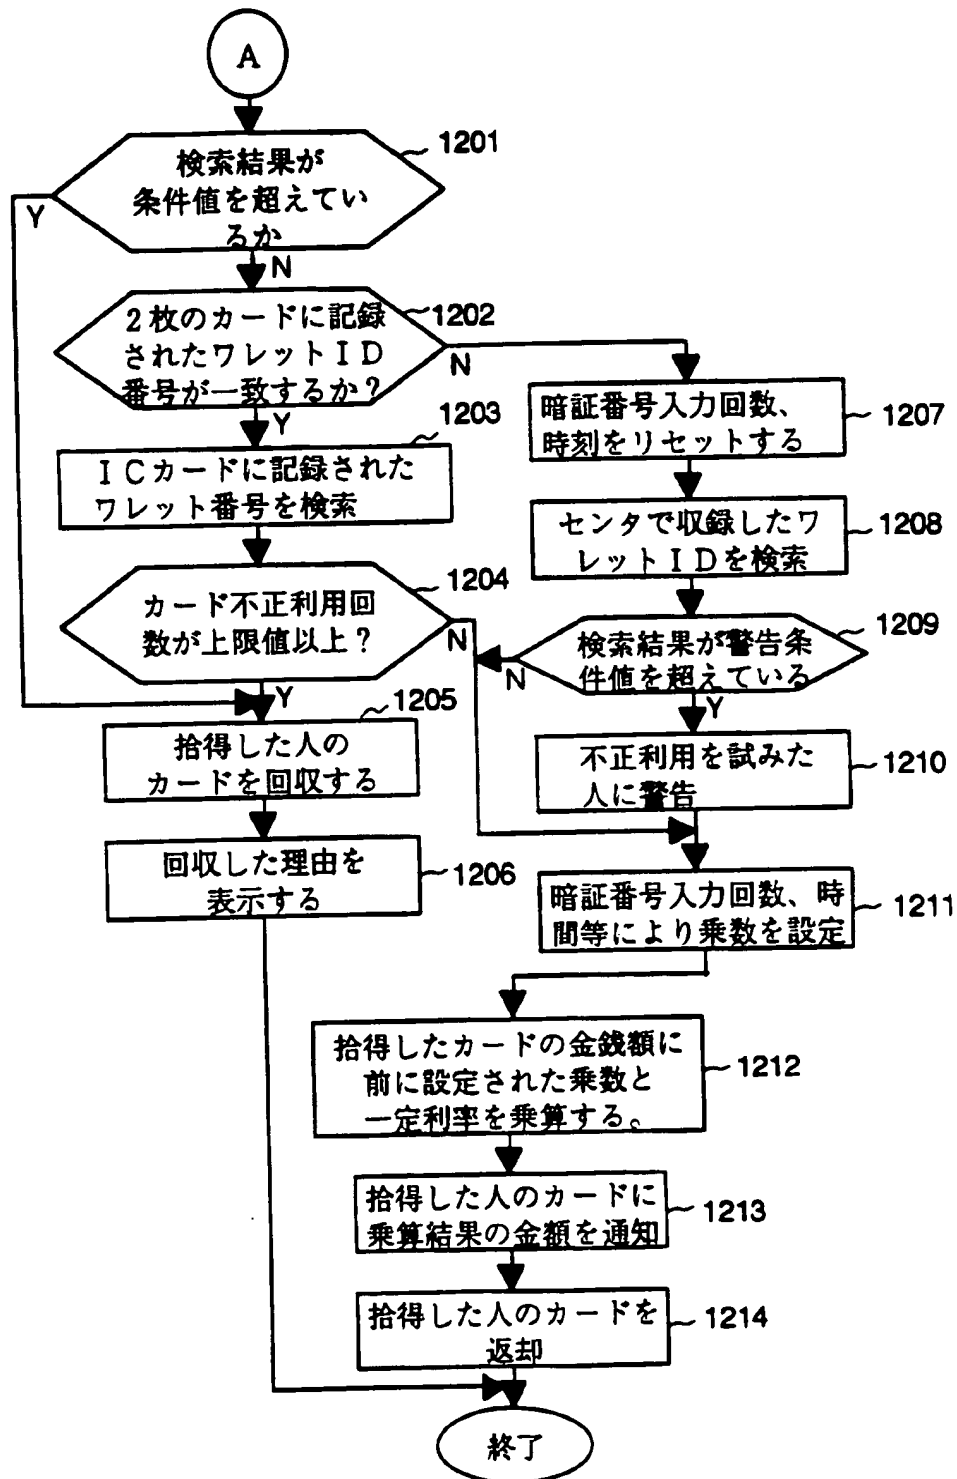 A
1201
検索結果が
条件値を超えてい
るか
Y
N
1202
2枚のカードに記録
されたワレットID
番号が一致するか?
N
Y
1203
ICカードに記録された
ワレット番号を検索
1204
カード不正利用回
数が上限値以上?
N
Y
1205
拾得した人の
カードを回収する
1206
回収した理由を
表示する
1207
暗証番号入力回数、
時刻をリセットする
1208
センタで収録したワ
レットIDを検索
1209
検索結果が警告条
件値を超えている
N
Y
1210
不正利用を試みた
人に警告
1211
暗証番号入力回数、時
間等により乗数を設定
1212
拾得したカードの金銭額に
前に設定された乗数と
一定利率を乗算する。
1213
拾得した人のカードに
乗算結果の金額を通知
1214
拾得した人のカードを
返却
終了